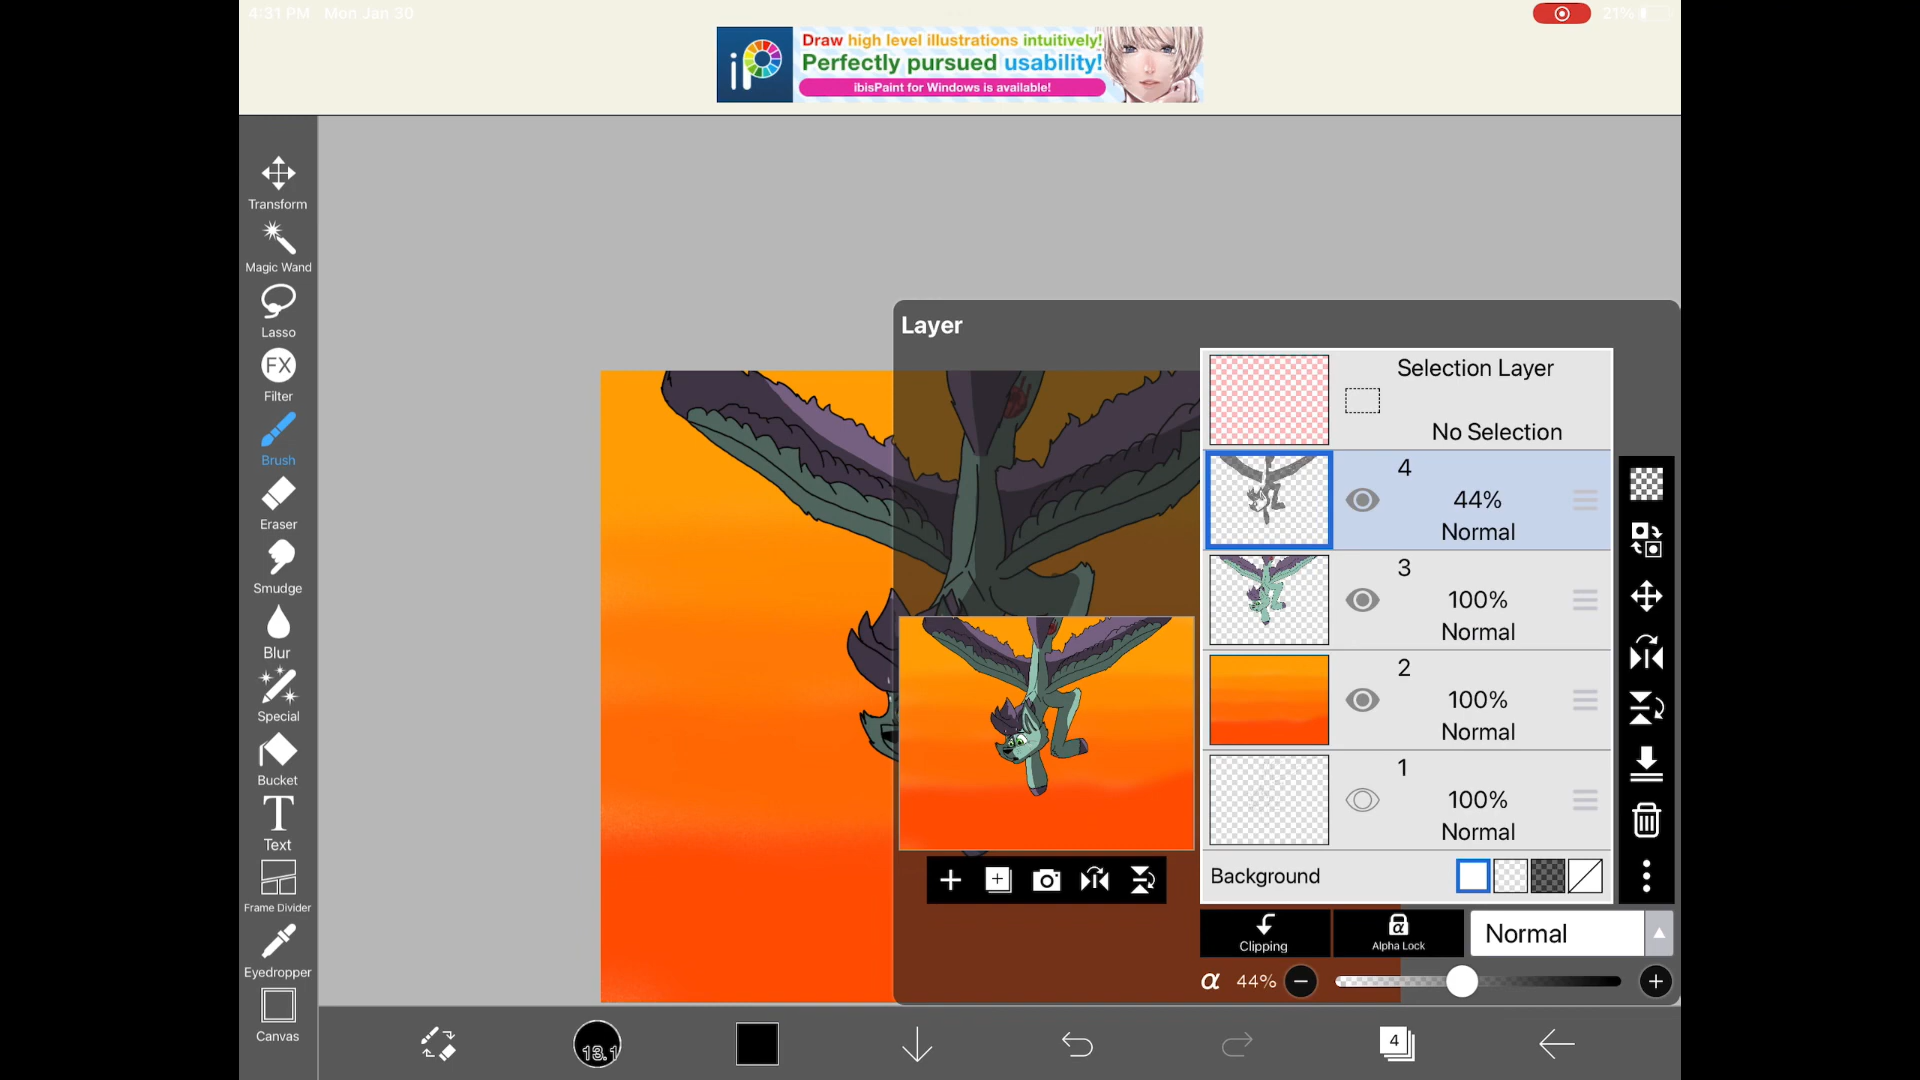 4:31 PM Mon Jan 30
21%
iP
Draw high level illustrations intuitively!
Perfectly pursued usability!
ibisPaint for Windows is available!
Transform
Magic Wand
Lasso
FX
Filter
Brush
Eraser
Smudge
Blur
Special
Bucket
T
Text
Frame Divider
Eyedropper
Canvas
Layer
Selection Layer
No Selection
4
44%
Normal
3
100%
Normal
2
100%
Normal
1
100%
Normal
Background
Clipping
α
Alpha Lock
Normal
α 44%
13.1
4